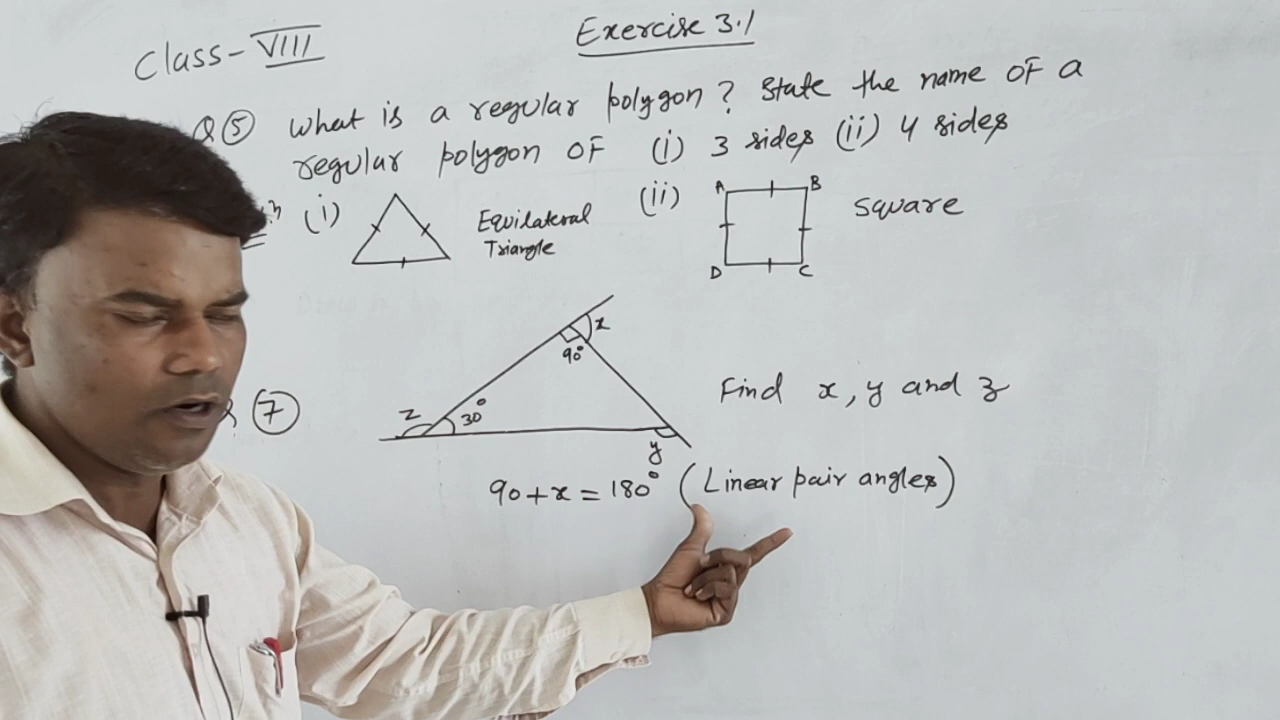 Class-VIII
Exercise 3.1
Q 5 What is a regular polygon? State the name of a
regular polygon of (i) 3 sides (ii) 4 sides
(i) Equilateral
Triangle
(ii) A B
D C
square
x
90°
z 30°
y
7
Find x, y and z
90+x=180° (Linear pair angles)